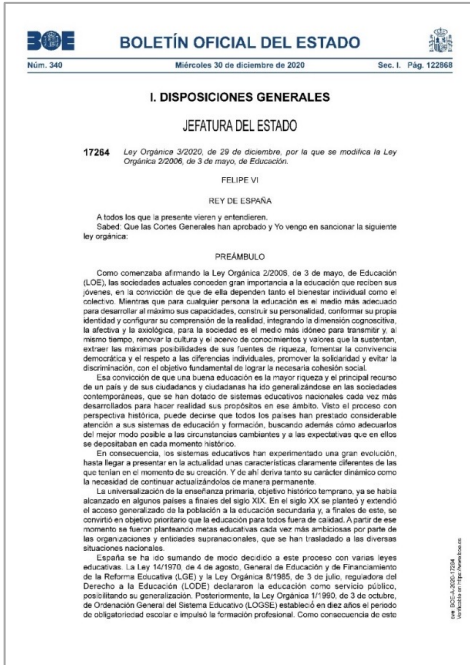 BOE
BOLETÍN OFICIAL DEL ESTADO
Núm. 340
Miércoles 30 de diciembre de 2020
Sec. I. Pág. 122868
I. DISPOSICIONES GENERALES
JEFATURA DEL ESTADO
17264 Ley Orgánica 3/2020, de 29 de diciembre, por la que se modifica la Ley
Orgánica 2/2006, de 3 de mayo, de Educación.
FELIPE VI
REY DE ESPAÑA
A todos los que la presente vieren y entendieren.
Sabed: Que las Cortes Generales han aprobado y Yo vengo en sancionar la siguiente
ley orgánica:
PREÁMBULO
Como comenzaba afirmando la Ley Orgánica 2/2006, de 3 de mayo, de Educación
(LOE), las sociedades actuales conceden gran importancia a la educación que reciben sus
jóvenes, en la convicción de que de ella dependen tanto el bienestar individual como el
colectivo. Mientras que para cualquier persona la educación es el medio más adecuado
para desarrollar al máximo sus capacidades, construir su personalidad, conformar su propia
identidad y configurar su comprensión de la realidad, integrando la dimensión cognoscitiva,
la afectiva y la axiológica, para la sociedad es el medio más idóneo para transmitir y, al
mismo tiempo, renovar la cultura y el acervo de conocimientos y valores que la sustentan,
extraer las máximas posibilidades de sus fuentes de riqueza, fomentar la convivencia
democrática y el respeto a las diferencias individuales, promover la solidaridad y evitar la
discriminación, con el objetivo fundamental de lograr la necesaria cohesión social.
Esa convicción de que una buena educación es la mayor riqueza y el principal recurso
de un país y de sus ciudadanos y ciudadanas ha ido generalizándose en las sociedades
contemporáneas, que se han dotado de sistemas educativos nacionales cada vez más
desarrollados para hacer realidad sus propósitos en ese ámbito. Visto el proceso con
perspectiva histórica, puede decirse que todos los países han prestado considerable
atención a sus sistemas de educación y formación, buscando además cómo adecuarlos
del mejor modo posible a las circunstancias cambiantes y a las expectativas que en ellos
se depositaban en cada momento histórico.
En consecuencia, los sistemas educativos han experimentado una gran evolución,
hasta llegar a presentar en la actualidad unas características claramente diferentes de las
que tenían en el momento de su creación. Y de ahí deriva tanto su carácter dinámico como
la necesidad de continuar actualizándolos de manera permanente.
La universalización de la enseñanza primaria, objetivo histórico temprano, ya se había
alcanzado en algunos países a finales del siglo XIX. En el siglo XX se planteó y extendió
el acceso generalizado de la población a la educación secundaria y, a finales de este, se
convirtió en objetivo prioritario que la educación para todos fuera de calidad. A partir de ese
momento se fueron planteando metas educativas cada vez más ambiciosas por parte de
las organizaciones y entidades supranacionales, que se han trasladado a las diversas
situaciones nacionales.
España se ha ido sumando de modo decidido a este proceso con varias leyes
educativas. La Ley 14/1970, de 4 de agosto, General de Educación y de Financiamiento
de la Reforma Educativa (LGE) y la Ley Orgánica 8/1985, de 3 de julio, reguladora del
Derecho a la Educación (LODE) declararon la educación como servicio público,
posibilitando su generalización. Posteriormente, la Ley Orgánica 1/1990, de 3 de octubre,
de Ordenación General del Sistema Educativo (LOGSE) estableció en diez años el periodo
de obligatoriedad escolar e impulsó la formación profesional. Como consecuencia de este
cve: BOE-A-2020-17264
Verificable en https://www.boe.es